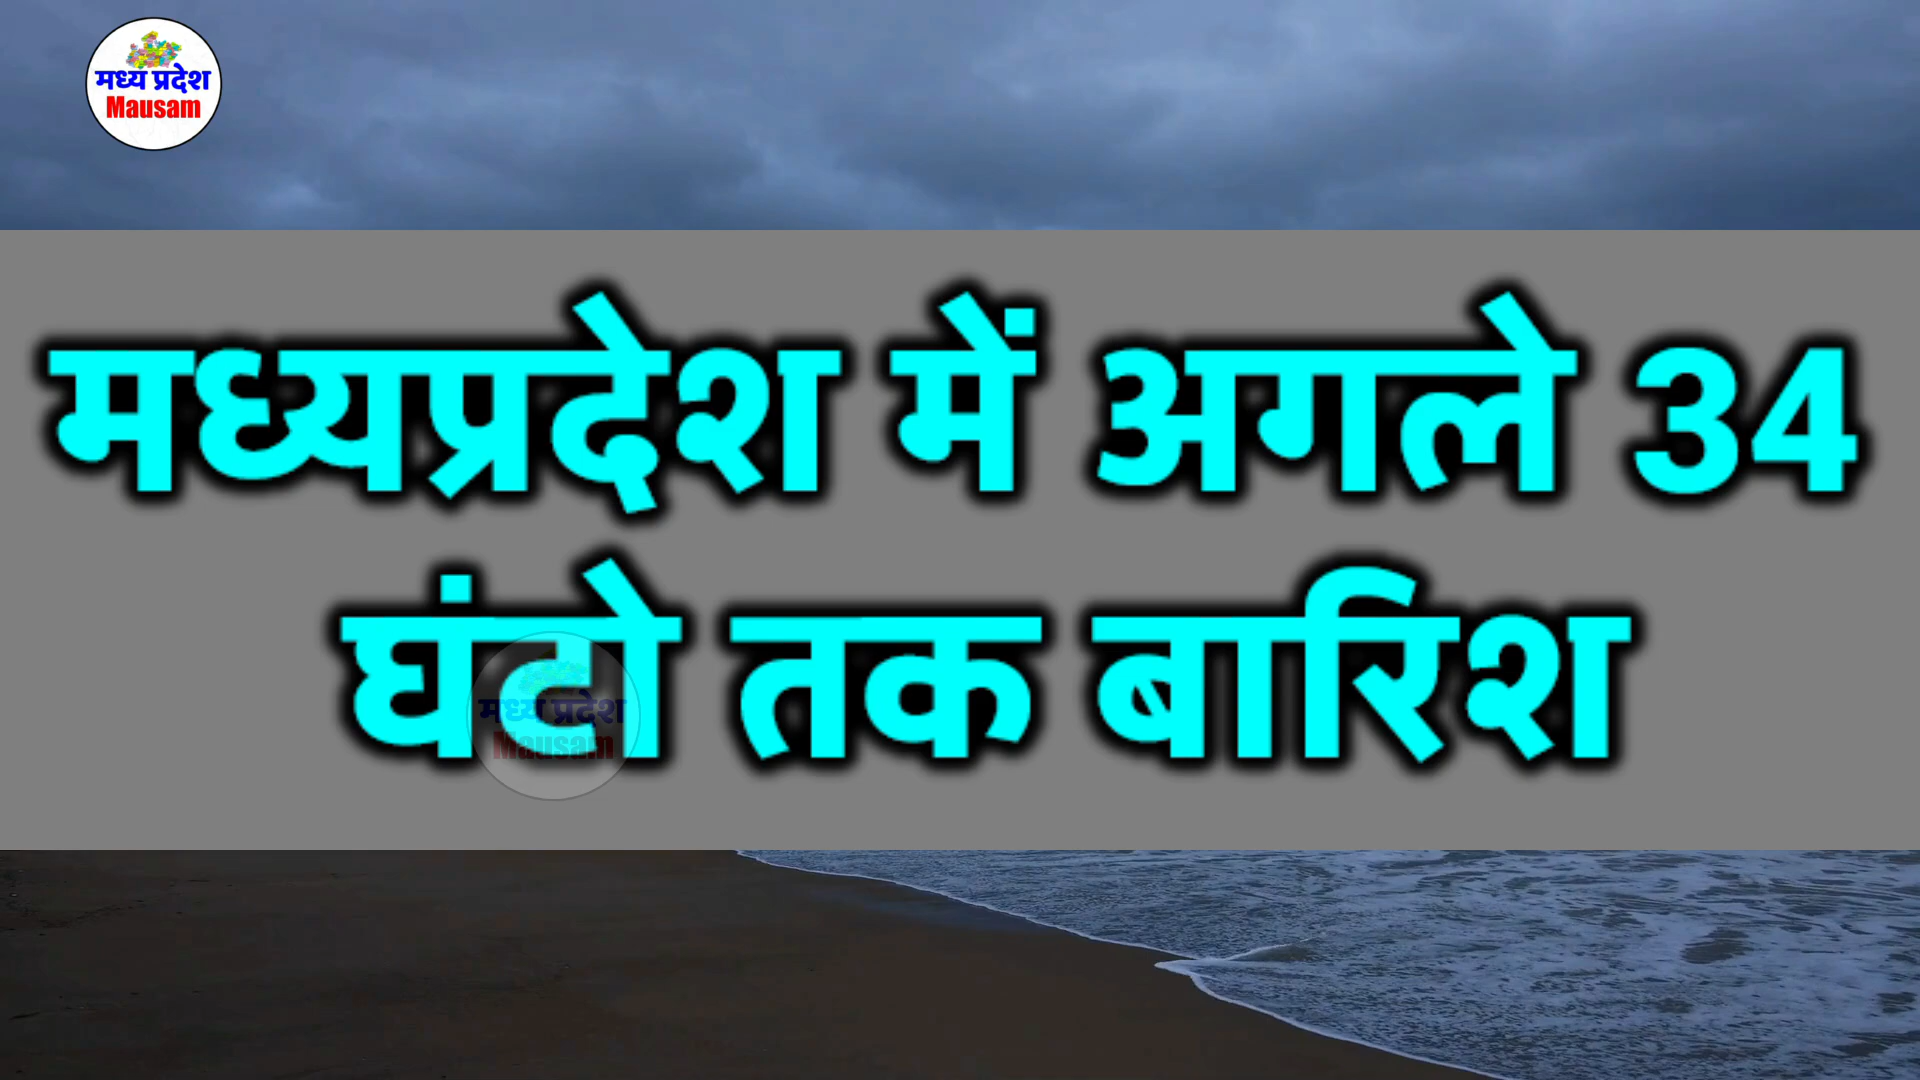 मध्य प्रदेश
Mausam
मध्यप्रदेश में अगले 34
घंटो तक बारिश
मध्य प्रदेश
Mausam